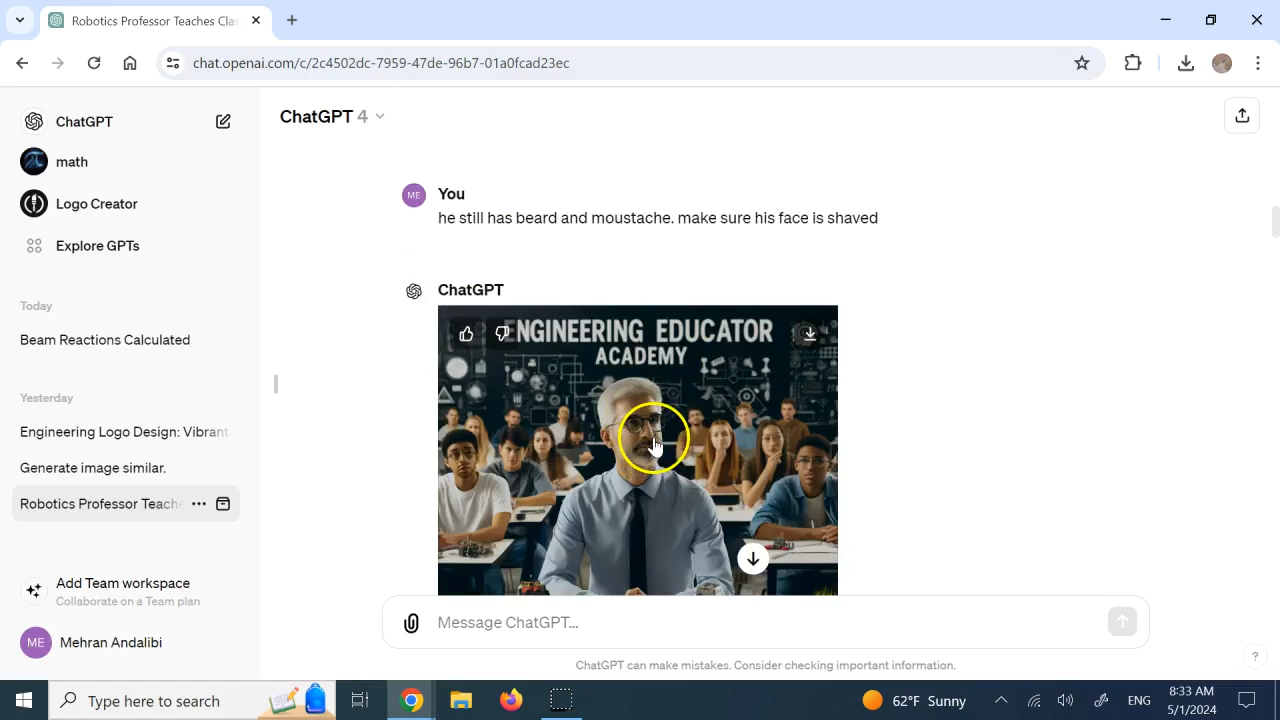 Robotics Professor Teaches Clas
chat.openai.com/c/2c4502dc-7959-47de-96b7-01a0fcad23ec
ChatGPT
math
Logo Creator
Explore GPTs
Today
Beam Reactions Calculated
Yesterday
Engineering Logo Design: Vibrant
Generate image similar.
Robotics Professor Teache
Add Team workspace
Collaborate on a Team plan
ME
Mehran Andalibi
ChatGPT 4
ME
You
he still has beard and moustache. make sure his face is shaved
ChatGPT
ENGINEERING EDUCATOR
ACADEMY
Message ChatGPT...
ChatGPT can make mistakes. Consider checking important information.
?
Type here to search
62°F Sunny
ENG
8:33 AM
5/1/2024